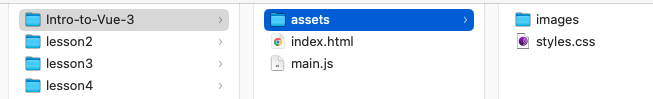 Intro-to-Vue-3
lesson2
lesson3
lesson4
assets
index.html
main.js
images
styles.css